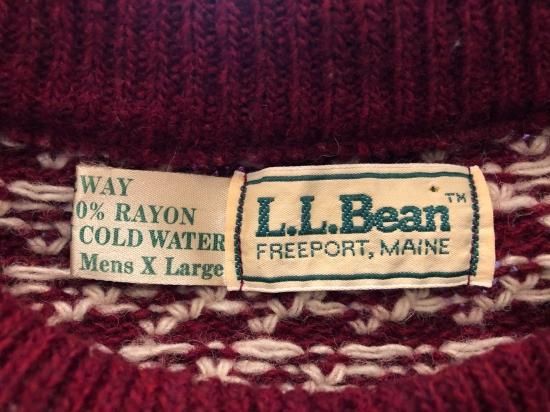 WAY
0% RAYON
COLD WATER
Mens X Large
L.L.Bean™
FREEPORT, MAINE